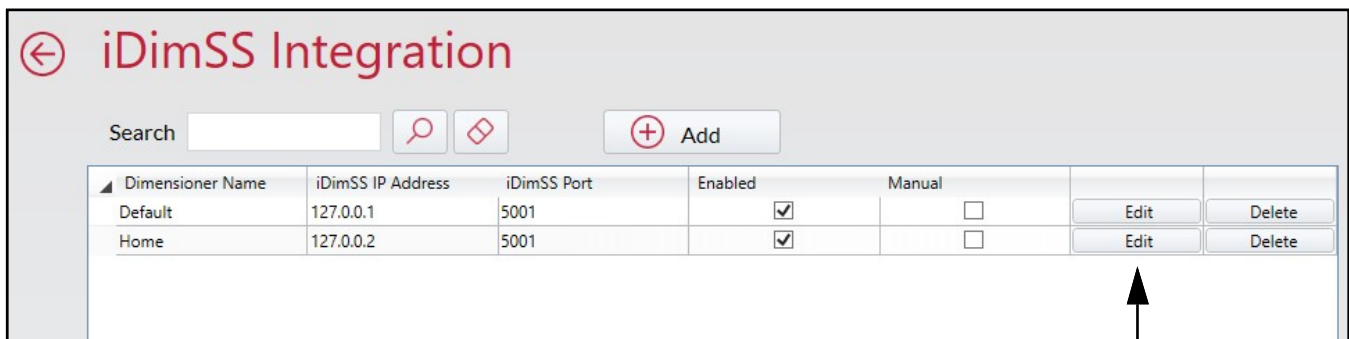 iDimSS Integration
Search Add
Dimensioner Name iDimSS IP Address iDimSS Port Enabled Manual
Default 127.0.0.1 5001 Edit Delete
Home 127.0.0.2 5001 Edit Delete